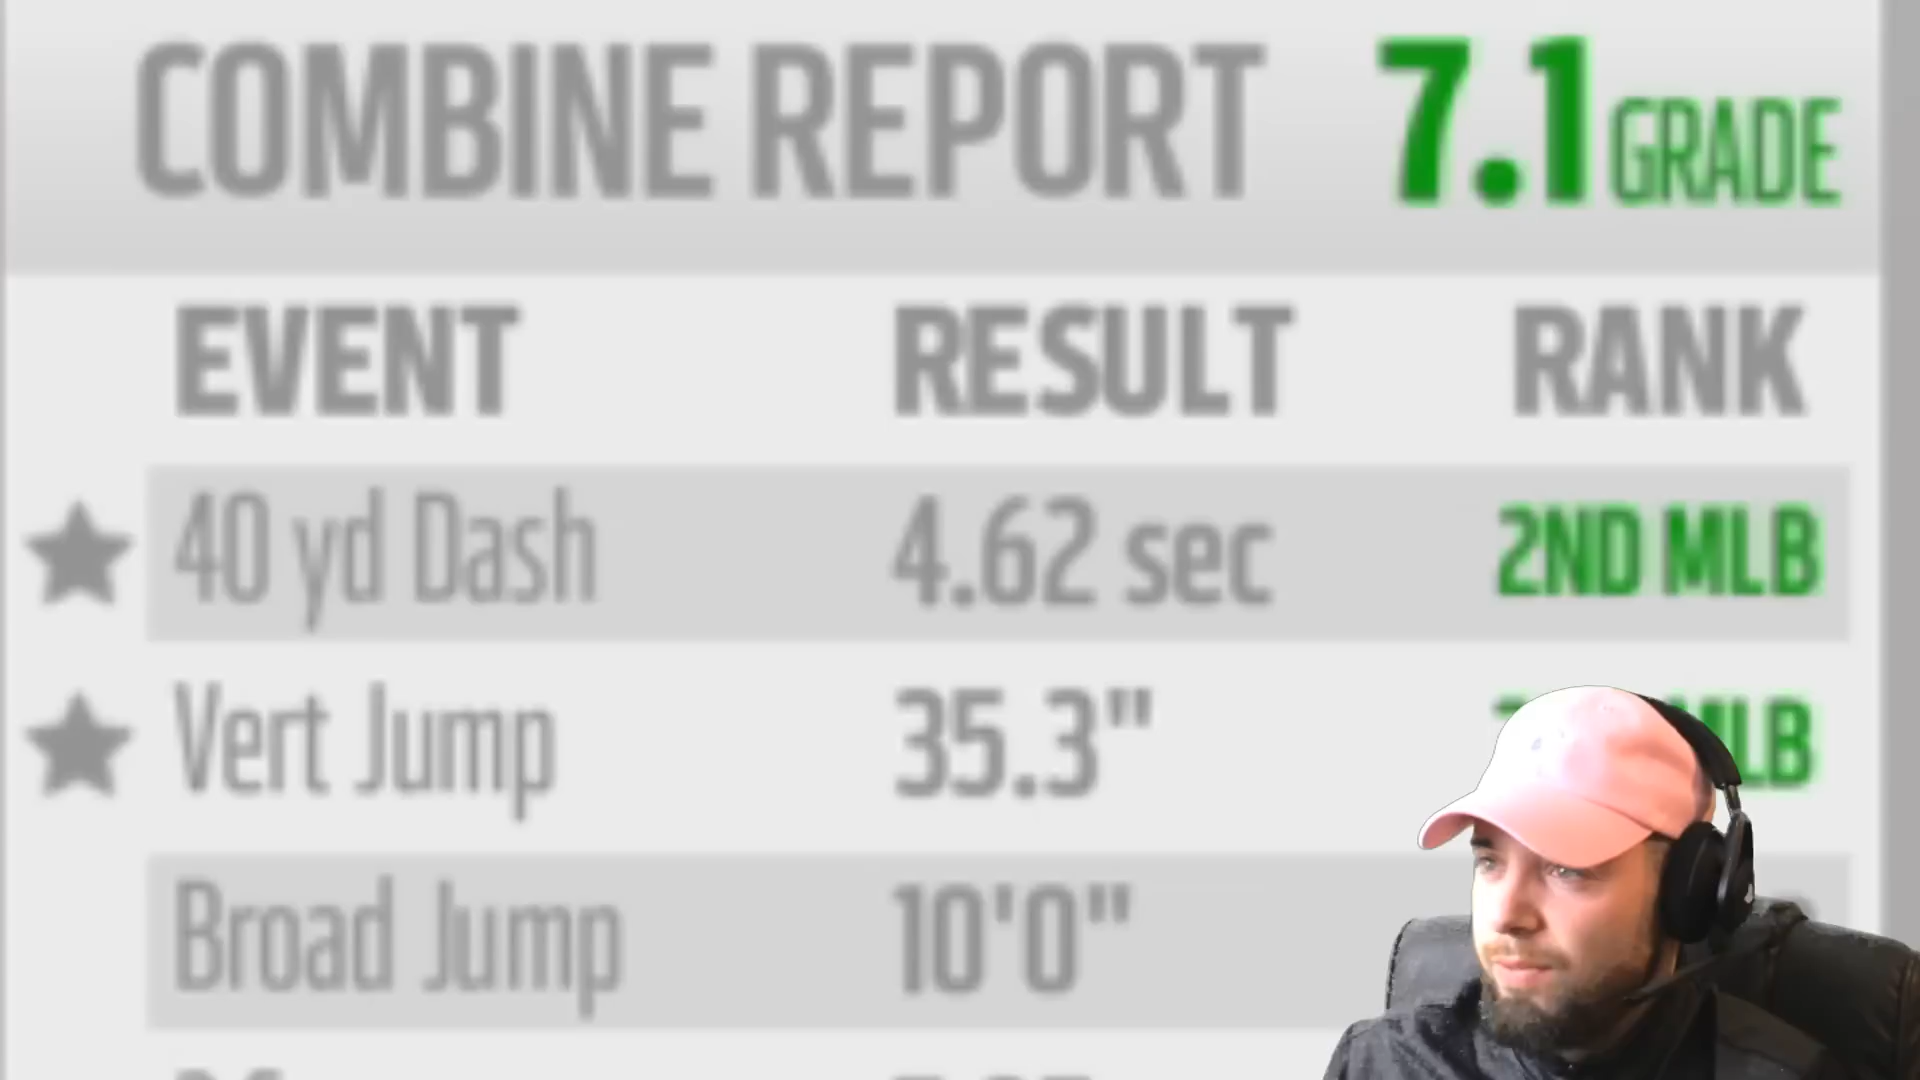 COMBINE REPORT 7.1 GRADE
EVENT RESULT RANK
40 yd Dash 4.62 sec 2ND MLB
Vert Jump 35.3" MLB
Broad Jump 10'0"